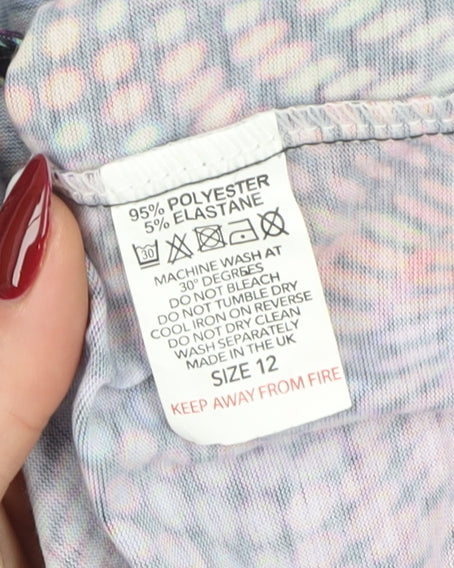 95% POLYESTER
5% ELASTANE
30
MACHINE WASH AT
30° DEGREES
DO NOT BLEACH
DO NOT TUMBLE DRY
COOL IRON ON REVERSE
DO NOT DRY CLEAN
WASH SEPARATELY
MADE IN THE UK
SIZE 12
KEEP AWAY FROM FIRE